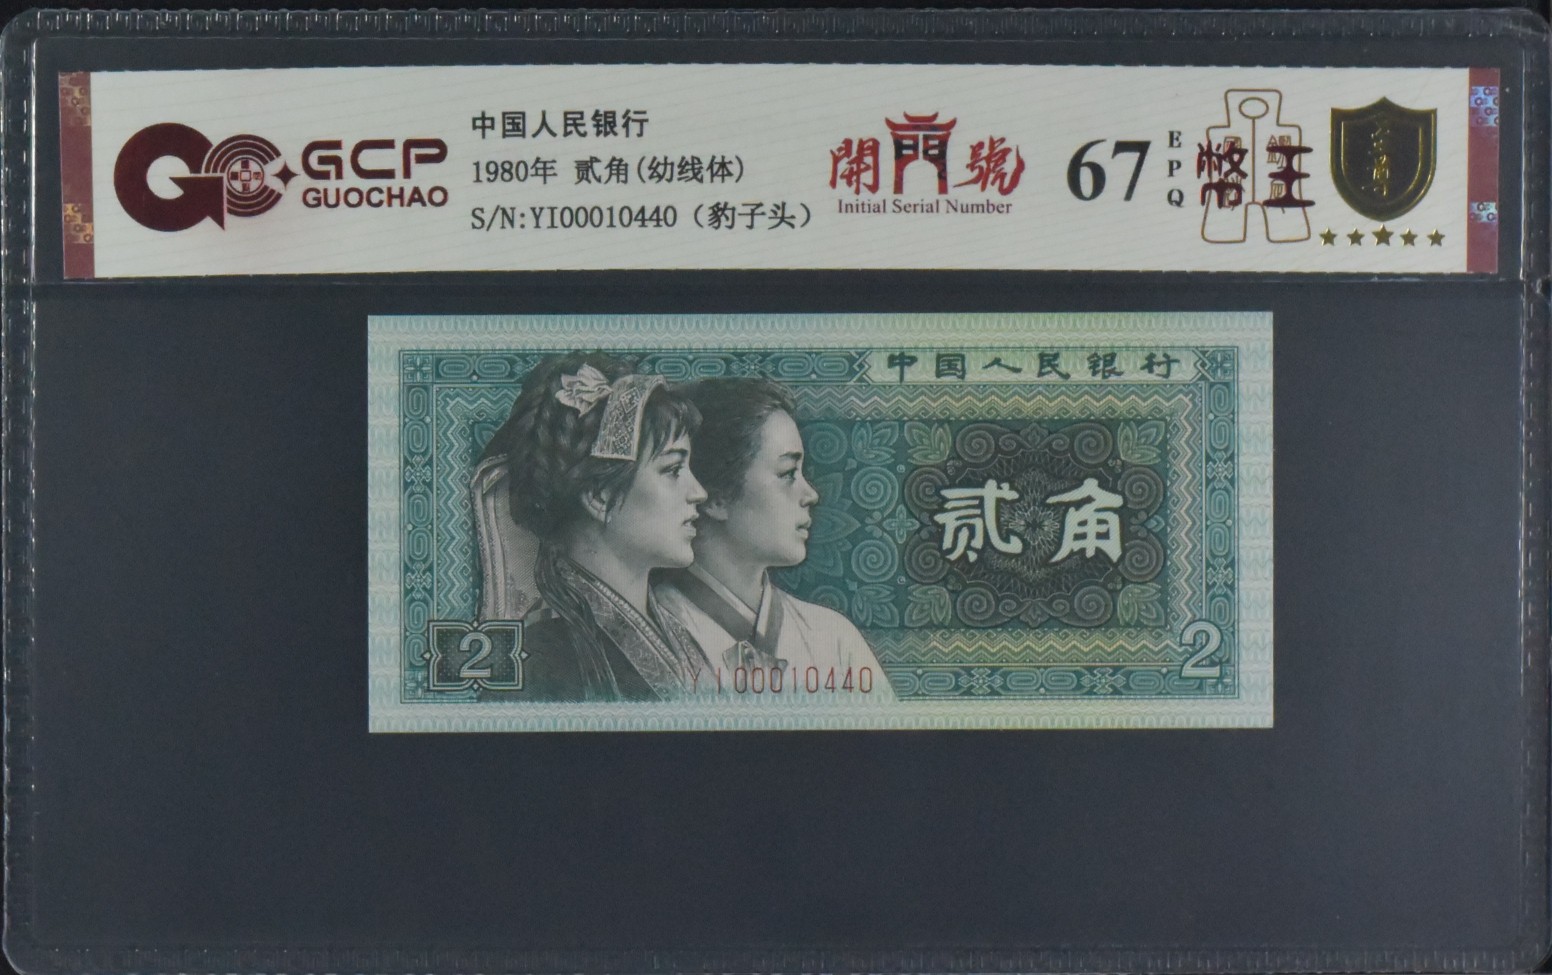 GCP
GUOCHAO
中国人民银行
1980年 贰角(幼线体)
S/N:YI00010440（豹子头）
開門號
Initial Serial Number
67
EPQ
中国人民银行
贰角
2
YI00010440
2